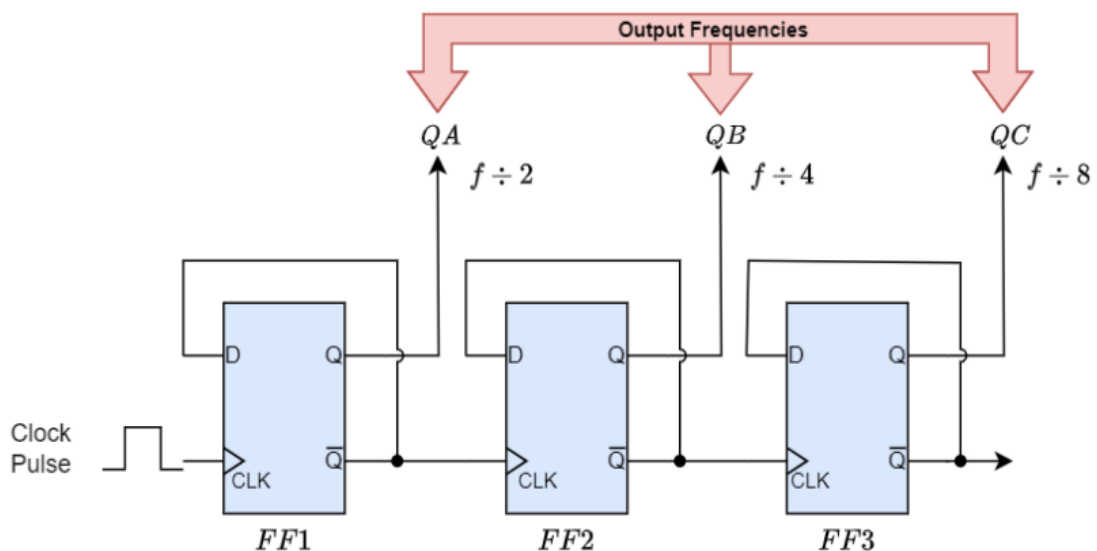 Output Frequencies
QA QB QC
f ÷ 2 f ÷ 4 f ÷ 8
D Q D Q D Q
Clock
Pulse
Q̅ Q̅ Q̅
CLK CLK CLK
FF1 FF2 FF3